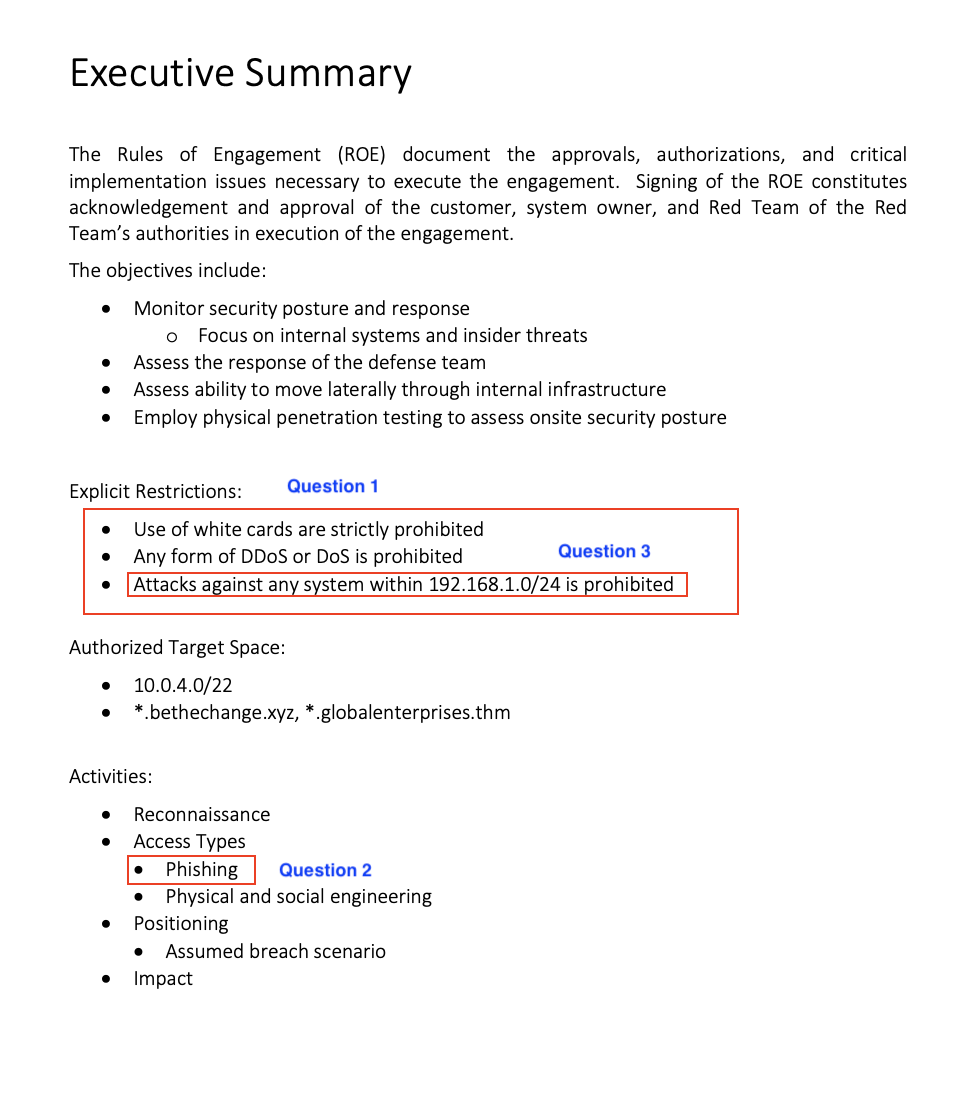 Executive Summary
The Rules of Engagement (ROE) document the approvals, authorizations, and critical
implementation issues necessary to execute the engagement.  Signing of the ROE constitutes
acknowledgement and approval of the customer, system owner, and Red Team of the Red
Team’s authorities in execution of the engagement.
The objectives include:
• Monitor security posture and response
o Focus on internal systems and insider threats
• Assess the response of the defense team
• Assess ability to move laterally through internal infrastructure
• Employ physical penetration testing to assess onsite security posture
Explicit Restrictions: Question 1
• Use of white cards are strictly prohibited
• Any form of DDoS or DoS is prohibited Question 3
• Attacks against any system within 192.168.1.0/24 is prohibited
Authorized Target Space:
• 10.0.4.0/22
• *.bethechange.xyz, *.globalenterprises.thm
Activities:
• Reconnaissance
• Access Types
• Phishing Question 2
• Physical and social engineering
• Positioning
• Assumed breach scenario
• Impact